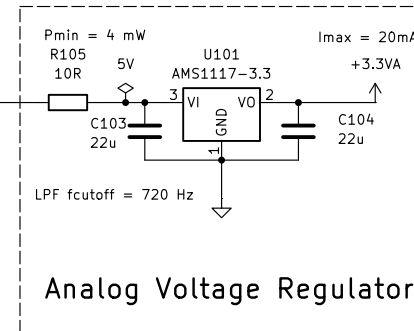 Pmin = 4 mW
R105
10R
5V
U101
AMS1117-3.3
Imax = 20mA
+3.3VA
3
VI
VO
2
GND
1
C103
22u
C104
22u
LPF fcutoff = 720 Hz
Analog Voltage Regulator